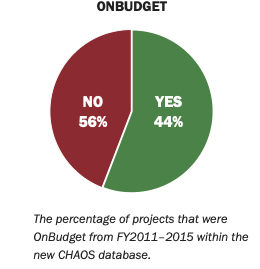 ONBUDGET
NO
56%
YES
44%
The percentage of projects that were
OnBudget from FY2011–2015 within the
new CHAOS database.